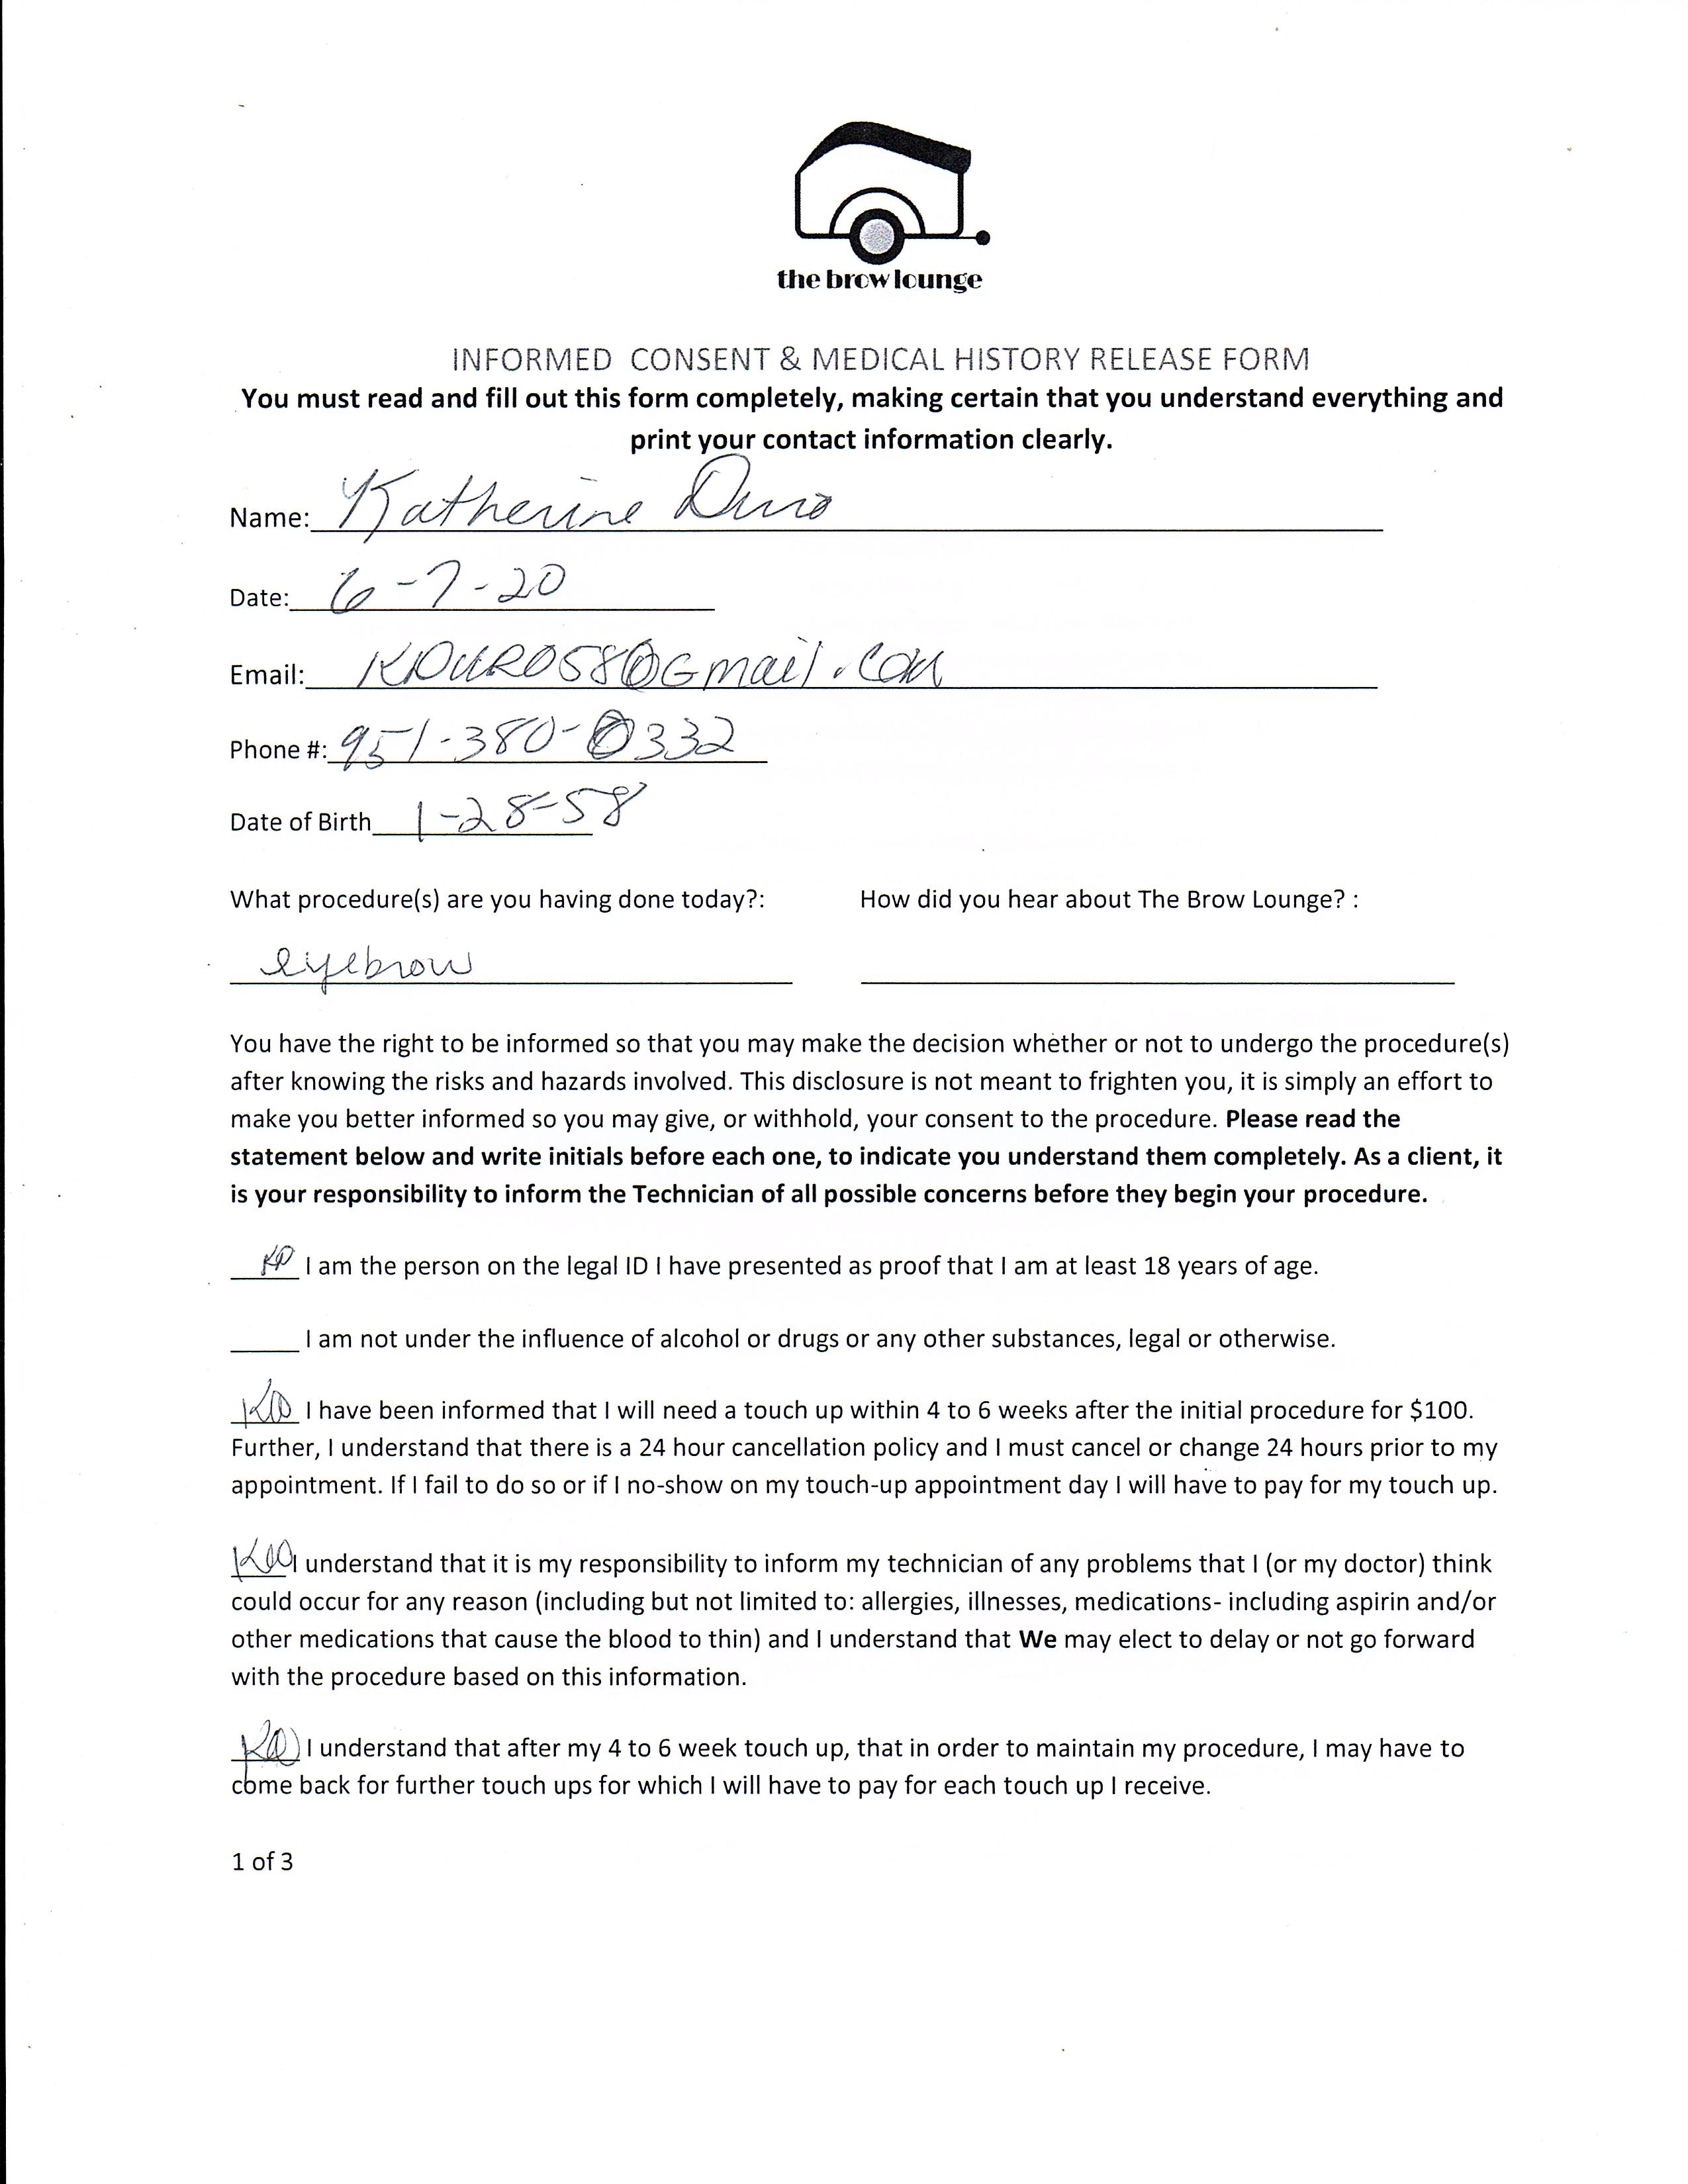 the brow lounge
INFORMED CONSENT & MEDICAL HISTORY RELEASE FORM
You must read and fill out this form completely, making certain that you understand everything and
print your contact information clearly.
Name: Katherine Duro
Date: 6-7-20
Email: KDURO58@Gmail.com
Phone #: 951-380-0332
Date of Birth 1-28-58
What procedure(s) are you having done today?: How did you hear about The Brow Lounge? :
eyebrow
You have the right to be informed so that you may make the decision whether or not to undergo the procedure(s)
after knowing the risks and hazards involved. This disclosure is not meant to frighten you, it is simply an effort to
make you better informed so you may give, or withhold, your consent to the procedure. Please read the
statement below and write initials before each one, to indicate you understand them completely. As a client, it
is your responsibility to inform the Technician of all possible concerns before they begin your procedure.
KD I am the person on the legal ID I have presented as proof that I am at least 18 years of age.
I am not under the influence of alcohol or drugs or any other substances, legal or otherwise.
KD I have been informed that I will need a touch up within 4 to 6 weeks after the initial procedure for $100.
Further, I understand that there is a 24 hour cancellation policy and I must cancel or change 24 hours prior to my
appointment. If I fail to do so or if I no-show on my touch-up appointment day I will have to pay for my touch up.
KD I understand that it is my responsibility to inform my technician of any problems that I (or my doctor) think
could occur for any reason (including but not limited to: allergies, illnesses, medications- including aspirin and/or
other medications that cause the blood to thin) and I understand that We may elect to delay or not go forward
with the procedure based on this information.
KD I understand that after my 4 to 6 week touch up, that in order to maintain my procedure, I may have to
come back for further touch ups for which I will have to pay for each touch up I receive.
1 of 3